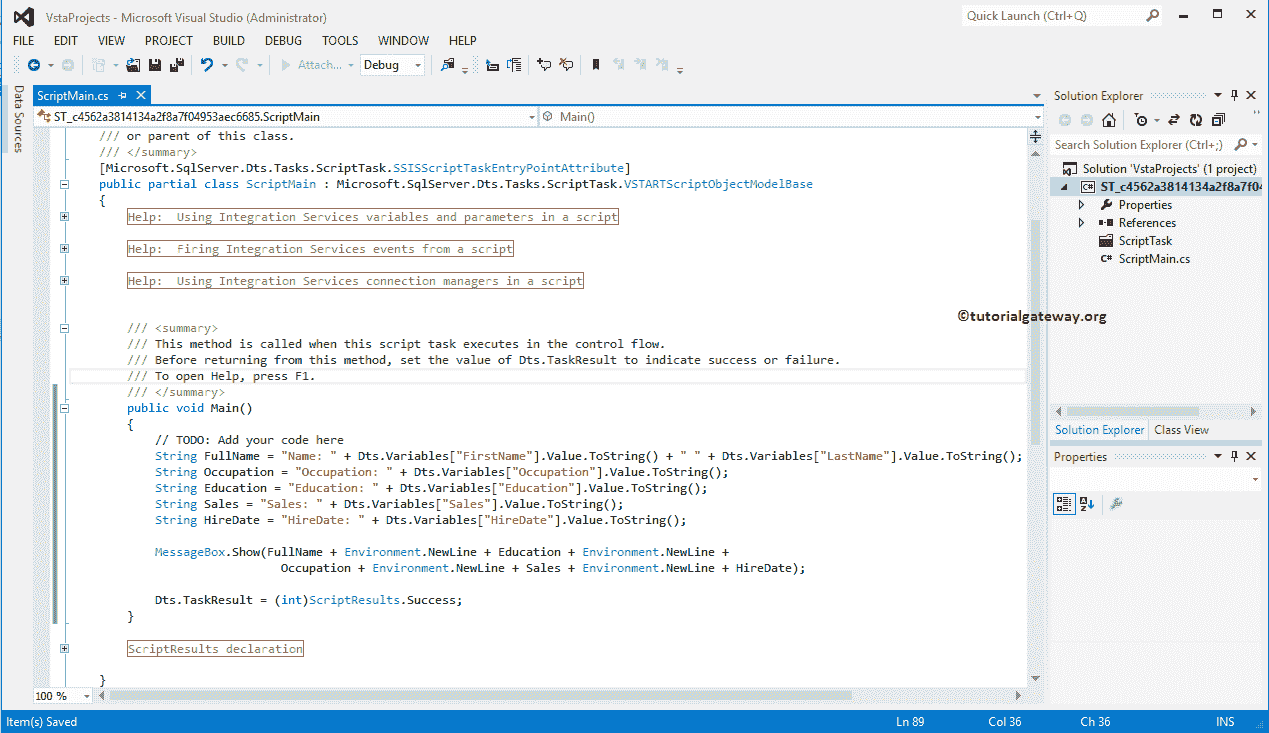 VstaProjects - Microsoft Visual Studio (Administrator)
Quick Launch (Ctrl+Q)
FILE EDIT VIEW PROJECT BUILD DEBUG TOOLS WINDOW HELP
Attach... Debug
Data Sources
ScriptMain.cs
ST_c4562a3814134a2f8a7f04953aec6685.ScriptMain
Main()
/// or parent of this class.
/// </summary>
[Microsoft.SqlServer.Dts.Tasks.ScriptTask.SSISScriptTaskEntryPointAttribute]
public partial class ScriptMain : Microsoft.SqlServer.Dts.Tasks.ScriptTask.VSTARTScriptObjectModelBase
{
Help:  Using Integration Services variables and parameters in a script
Help:  Firing Integration Services events from a script
Help:  Using Integration Services connection managers in a script
/// <summary>
/// This method is called when this script task executes in the control flow.
/// Before returning from this method, set the value of Dts.TaskResult to indicate success or failure.
/// To open Help, press F1.
/// </summary>
public void Main()
{
// TODO: Add your code here
String FullName = "Name: " + Dts.Variables["FirstName"].Value.ToString() + " " + Dts.Variables["LastName"].Value.ToString();
String Occupation = "Occupation: " + Dts.Variables["Occupation"].Value.ToString();
String Education = "Education: " + Dts.Variables["Education"].Value.ToString();
String Sales = "Sales: " + Dts.Variables["Sales"].Value.ToString();
String HireDate = "HireDate: " + Dts.Variables["HireDate"].Value.ToString();
MessageBox.Show(FullName + Environment.NewLine + Education + Environment.NewLine +
Occupation + Environment.NewLine + Sales + Environment.NewLine + HireDate);
Dts.TaskResult = (int)ScriptResults.Success;
}
ScriptResults declaration
}
100 %
Solution Explorer
Search Solution Explorer (Ctrl+;)
Solution 'VstaProjects' (1 project)
C# ST_c4562a3814134a2f8a7f04
Properties
References
ScriptTask
C# ScriptMain.cs
©tutorialgateway.org
Solution Explorer Class View
Properties
Item(s) Saved Ln 89 Col 36 Ch 36 INS